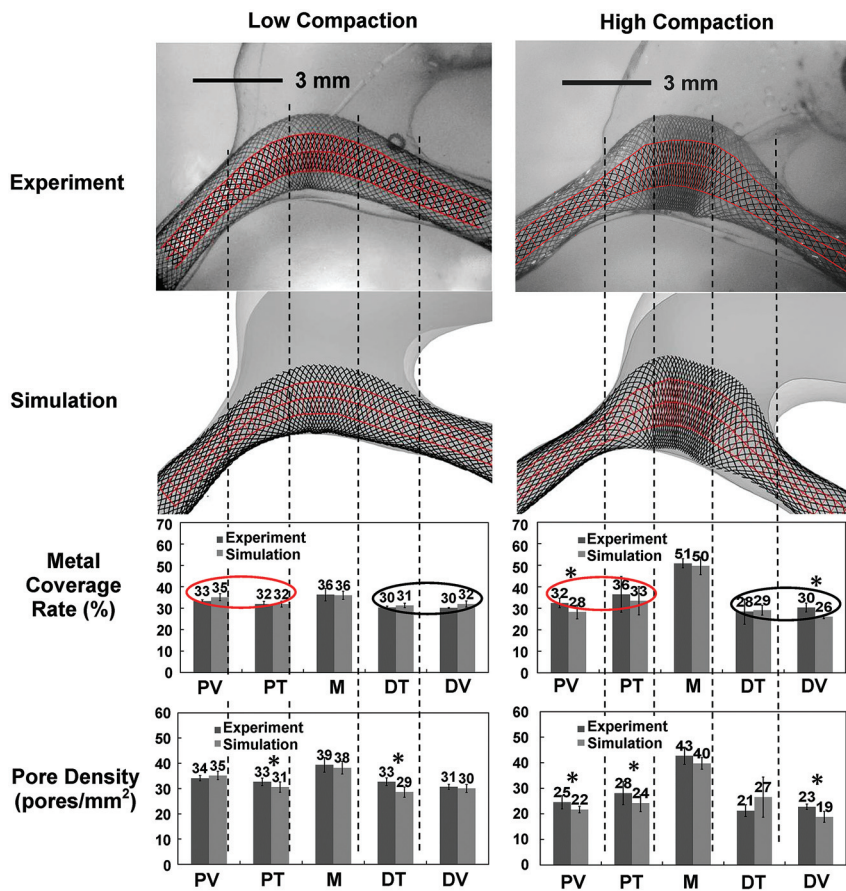 Low Compaction
High Compaction
3 mm
3 mm
Experiment
Simulation
Metal
Coverage
Rate (%)
70
60
50
40
30
20
10
0
Experiment
Simulation
33 35
32 32
36 36
30 31
30 32
PV PT M DT DV
70
60
50
40
30
20
10
0
Experiment
Simulation
32 * 28
36 33
51 50
28 29
30 * 26
PV PT M DT DV
Pore Density
(pores/mm²)
60
50
40
30
20
10
0
Experiment
Simulation
34 35
33 * 31
39 38
33 * 29
31 30
PV PT M DT DV
60
50
40
30
20
10
0
Experiment
Simulation
25 * 22
28 * 24
43 40
21 27
23 * 19
PV PT M DT DV